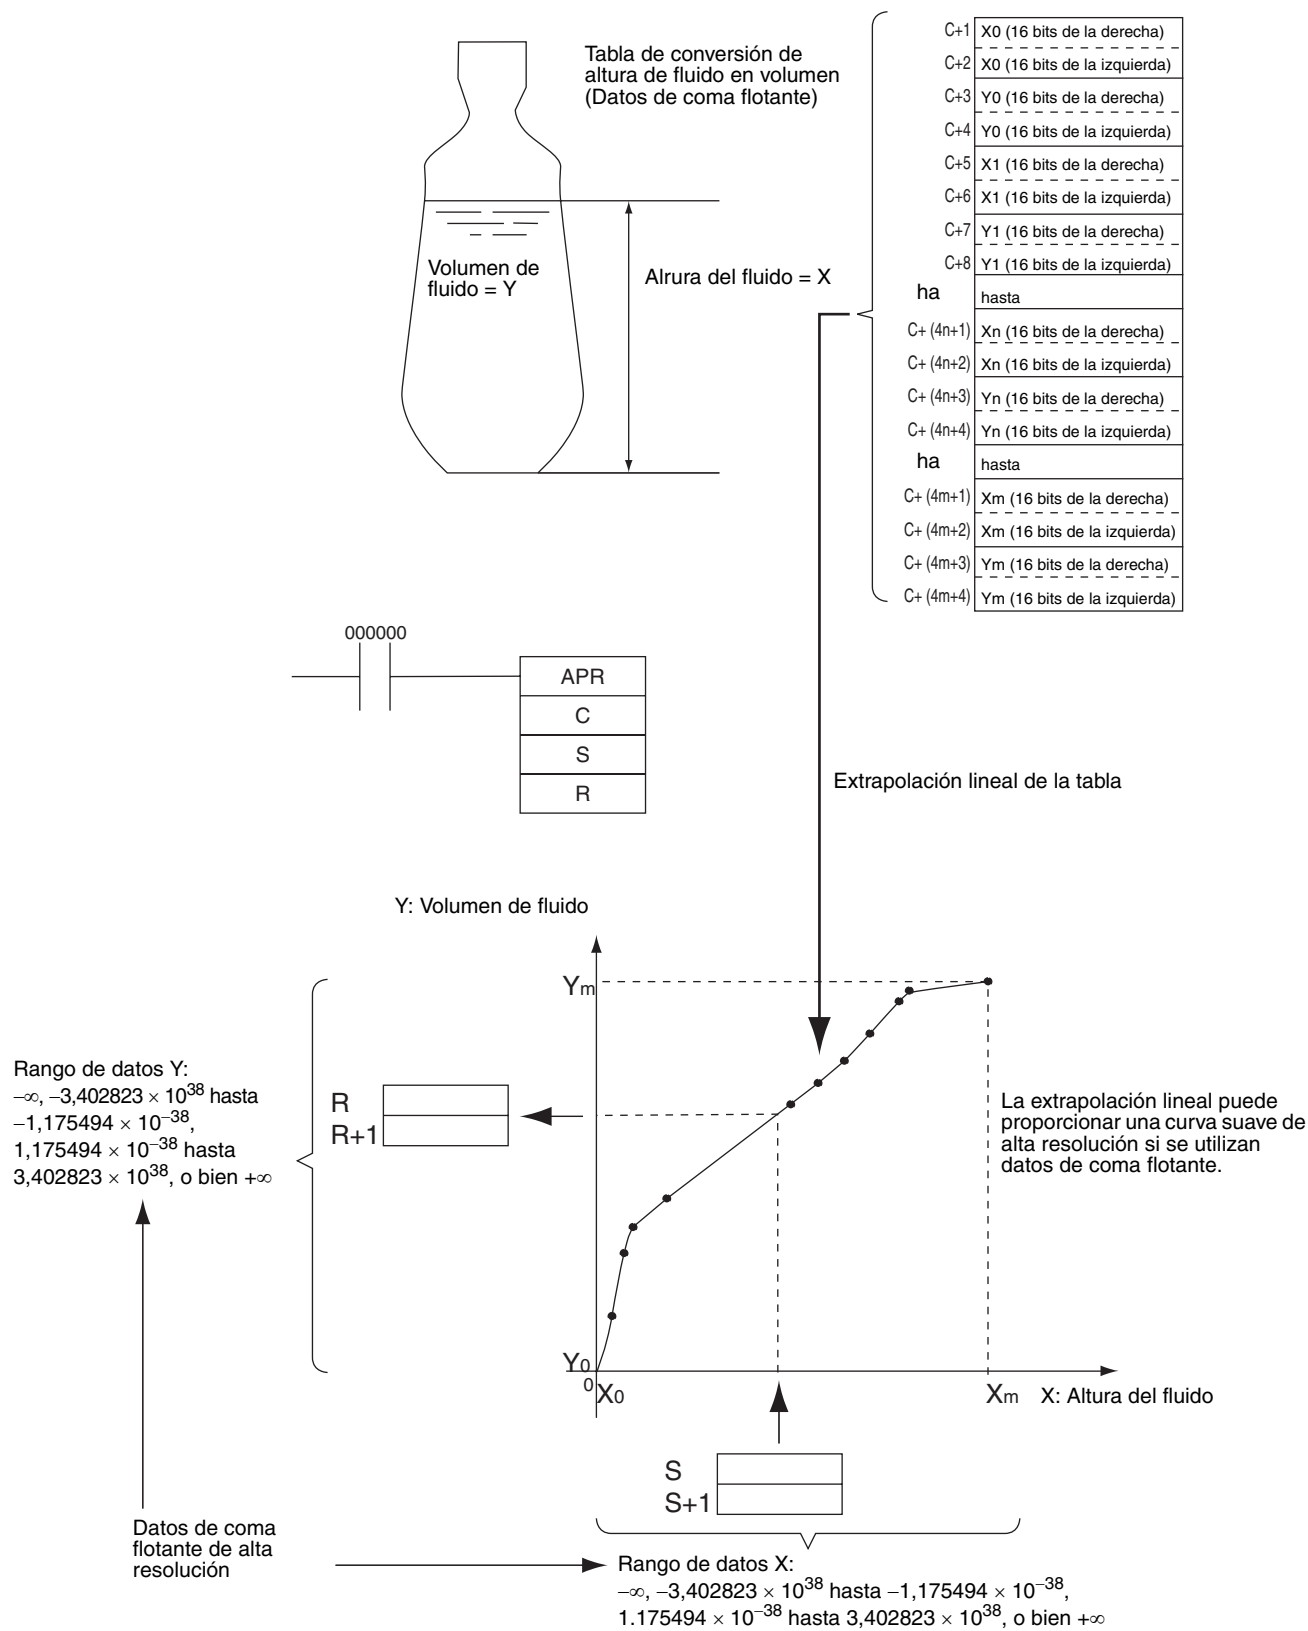 Tabla de conversión de
altura de fluido en volumen
(Datos de coma flotante)
Volumen de
fluido = Y
Alrura del fluido = X
C+1 X0 (16 bits de la derecha)
C+2 X0 (16 bits de la izquierda)
C+3 Y0 (16 bits de la derecha)
C+4 Y0 (16 bits de la izquierda)
C+5 X1 (16 bits de la derecha)
C+6 X1 (16 bits de la izquierda)
C+7 Y1 (16 bits de la derecha)
C+8 Y1 (16 bits de la izquierda)
ha hasta
C+ (4n+1) Xn (16 bits de la derecha)
C+ (4n+2) Xn (16 bits de la izquierda)
C+ (4n+3) Yn (16 bits de la derecha)
C+ (4n+4) Yn (16 bits de la izquierda)
ha hasta
C+ (4m+1) Xm (16 bits de la derecha)
C+ (4m+2) Xm (16 bits de la izquierda)
C+ (4m+3) Ym (16 bits de la derecha)
C+ (4m+4) Ym (16 bits de la izquierda)
000000
APR
C
S
R
Extrapolación lineal de la tabla
Y: Volumen de fluido
Ym
Rango de datos Y:
−∞, −3,402823 × 10^38 hasta
−1,175494 × 10^−38,
1,175494 × 10^−38 hasta
3,402823 × 10^38, o bien +∞
R
R+1
La extrapolación lineal puede
proporcionar una curva suave de
alta resolución si se utilizan
datos de coma flotante.
Y0
0
X0
Xm
X: Altura del fluido
S
S+1
Datos de coma
flotante de alta
resolución
Rango de datos X:
−∞, −3,402823 × 10^38 hasta −1,175494 × 10^−38,
1.175494 × 10^−38 hasta 3,402823 × 10^38, o bien +∞